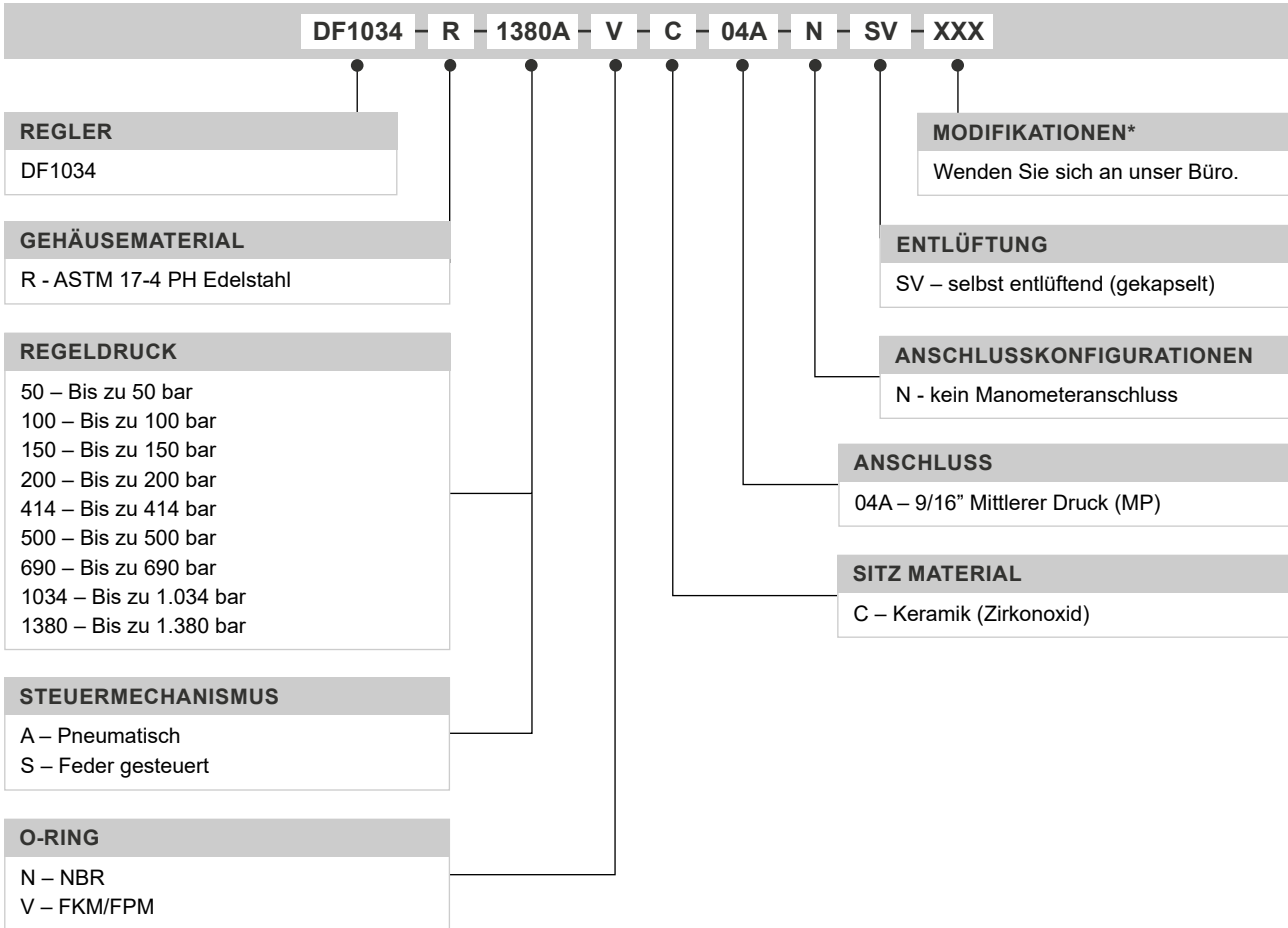 DF1034 R 1380A V C 04A N SV XXX
REGLER
DF1034
GEHÄUSEMATERIAL
R - ASTM 17-4 PH Edelstahl
REGELDRUCK
50 – Bis zu 50 bar
100 – Bis zu 100 bar
150 – Bis zu 150 bar
200 – Bis zu 200 bar
414 – Bis zu 414 bar
500 – Bis zu 500 bar
690 – Bis zu 690 bar
1034 – Bis zu 1.034 bar
1380 – Bis zu 1.380 bar
STEUERMECHANISMUS
A – Pneumatisch
S – Feder gesteuert
O-RING
N – NBR
V – FKM/FPM
MODIFIKATIONEN*
Wenden Sie sich an unser Büro.
ENTLÜFTUNG
SV – selbst entlüftend (gekapselt)
ANSCHLUSSKONFIGURATIONEN
N - kein Manometeranschluss
ANSCHLUSS
04A – 9/16” Mittlerer Druck (MP)
SITZ MATERIAL
C – Keramik (Zirkonoxid)